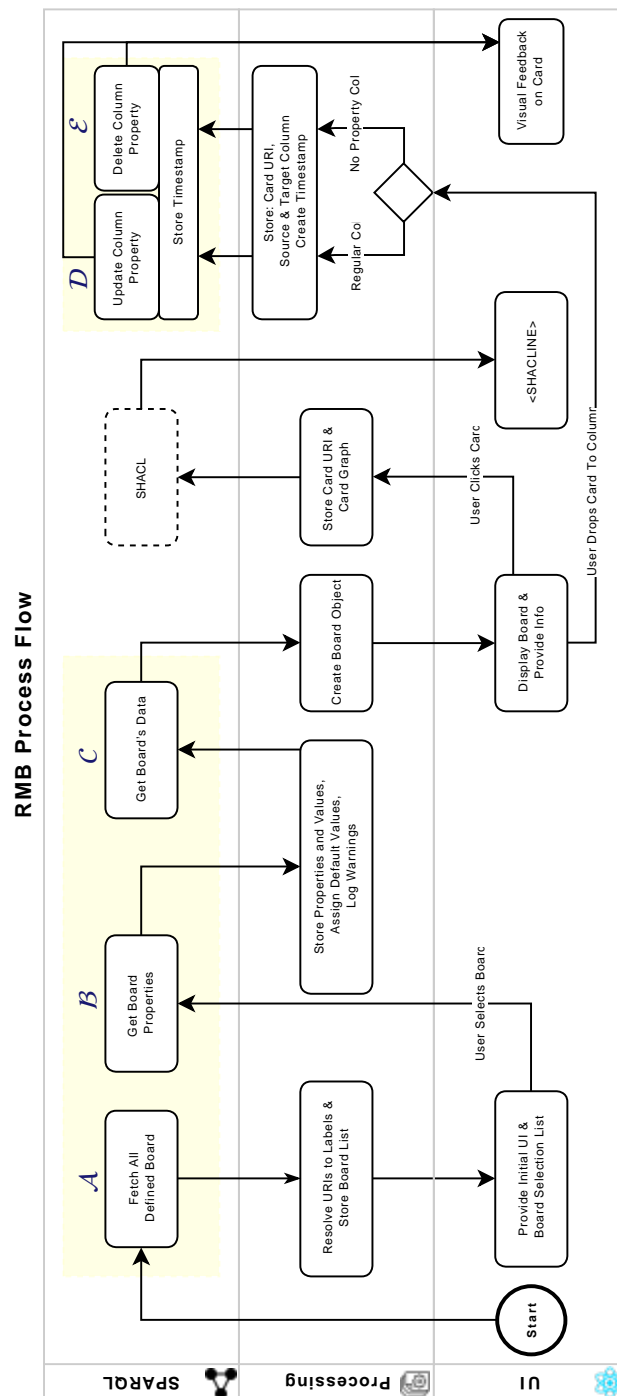 RMB Process Flow
SPARQL
Processing
UI
Start
A
Fetch All
Defined Board
Resolve URIs to Labels &
Store Board List
Provide Initial UI &
Board Selection List
User Selects Board
B
Get Board
Properties
Store Properties and Values,
Assign Default Values,
Log Warnings
C
Get Board's Data
Create Board Object
Display Board &
Provide Info
User Clicks Card
Store Card URI &
Card Graph
SHACL
<SHACLINE>
User Drops Card To Column
Regular Col
No Property Col
Store: Card URI,
Source & Target Column
Create Timestamp
Store Timestamp
D
Update Column
Property
E
Delete Column
Property
Visual Feedback
on Card